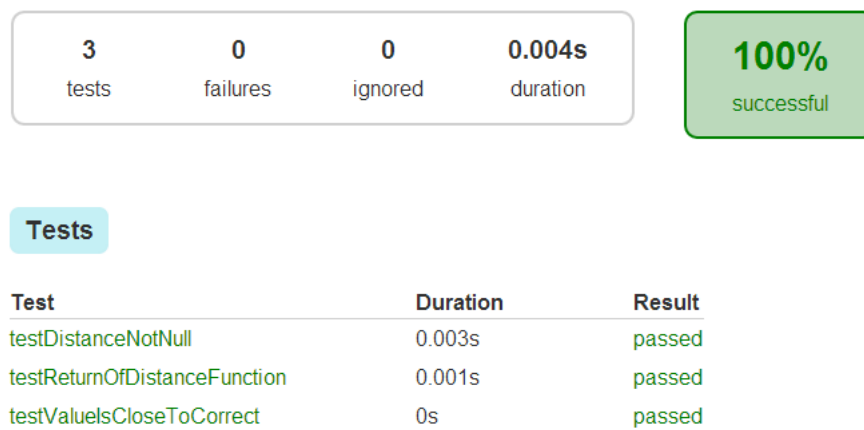 3 0 0 0.004s
tests failures ignored duration
100%
successful
Tests
Test Duration Result
testDistanceNotNull 0.003s passed
testReturnOfDistanceFunction 0.001s passed
testValueIsCloseToCorrect 0s passed